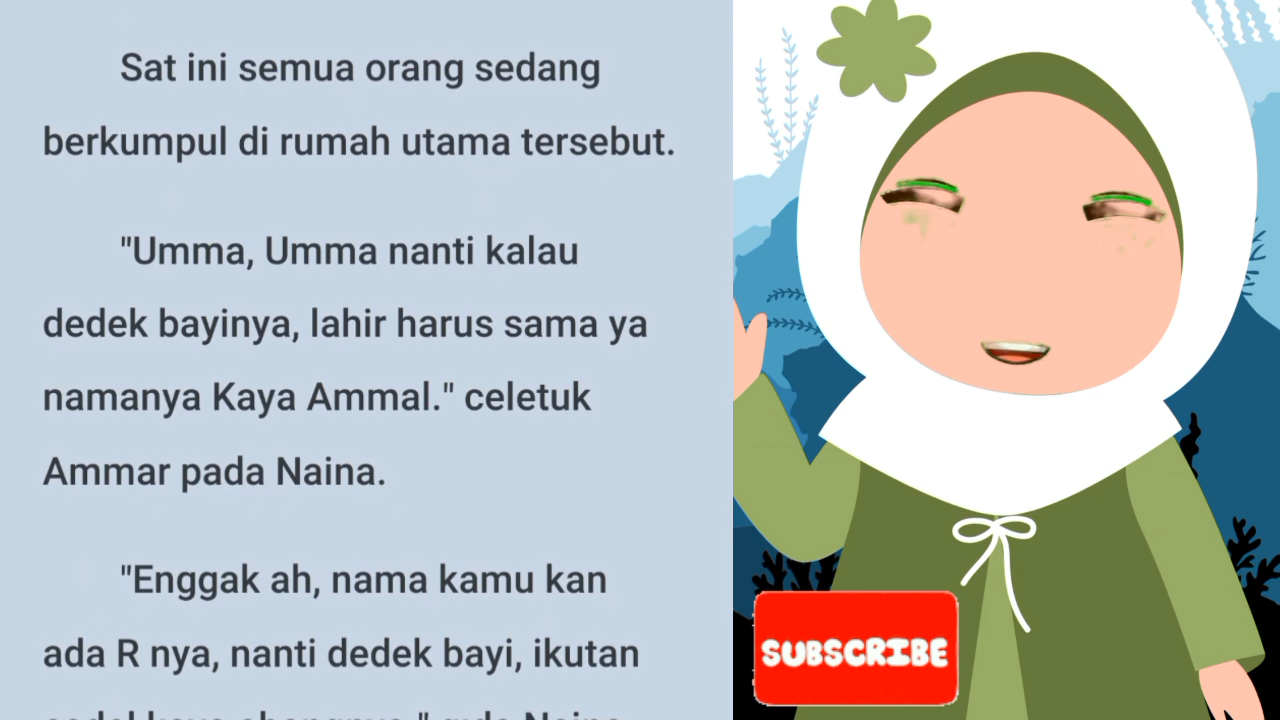 Sat ini semua orang sedang
berkumpul di rumah utama tersebut.
"Umma, Umma nanti kalau
dedek bayinya, lahir harus sama ya
namanya Kaya Ammal." celetuk
Ammar pada Naina.
"Enggak ah, nama kamu kan
ada R nya, nanti dedek bayi, ikutan
SUBSCRIBE